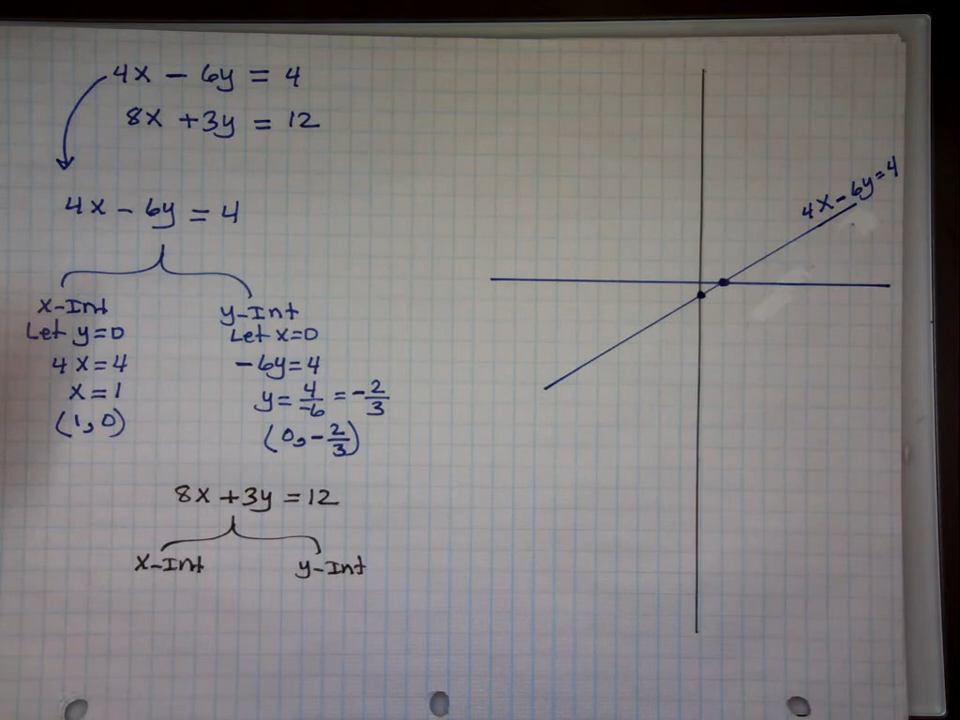 4x - 6y = 4
8x + 3y = 12
4x - 6y = 4
x-Int
Let y=0
4x = 4
x = 1
(1, 0)
y-Int
Let x=0
-6y = 4
y = 4/-6 = -2/3
(0, -2/3)
8x + 3y = 12
x-Int
y-Int
4x - 6y = 4